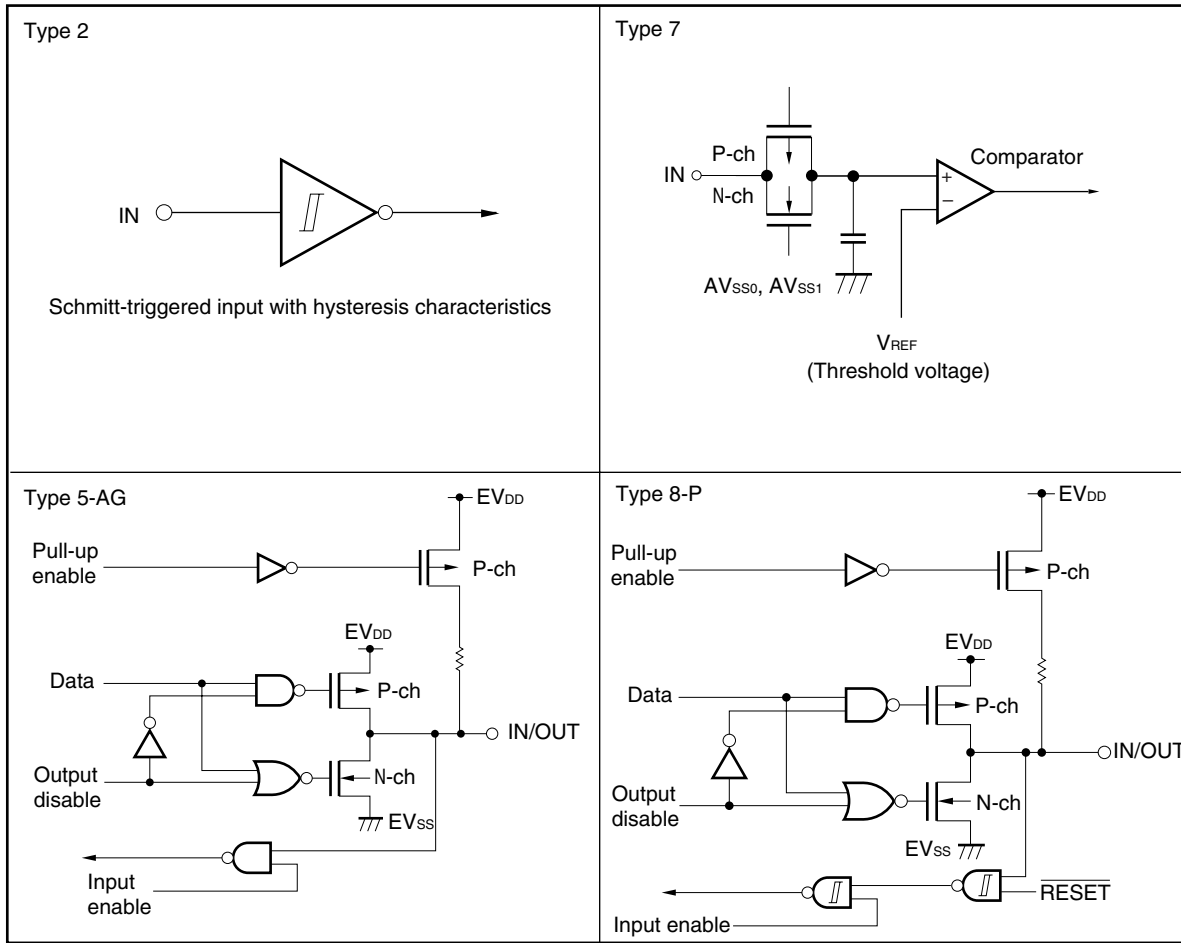 Type 2
IN
Schmitt-triggered input with hysteresis characteristics
Type 7
P-ch
IN
N-ch
Comparator
+
−
AVSS0, AVSS1
VREF
(Threshold voltage)
Type 5-AG
EVDD
Pull-up
enable
P-ch
EVDD
Data
P-ch
IN/OUT
Output
disable
N-ch
EVSS
Input
enable
Type 8-P
EVDD
Pull-up
enable
P-ch
EVDD
Data
P-ch
IN/OUT
Output
disable
N-ch
EVSS
RESET
Input enable